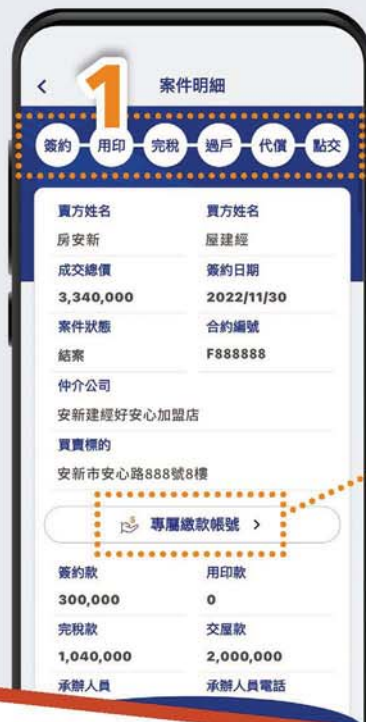 1
< 案件明細
簽約 用印 完稅 過戶 代償 點交
賣方姓名 買方姓名
房安新 屋建經
成交總價 簽約日期
3,340,000 2022/11/30
案件狀態 合約編號
結案 F888888
仲介公司
安新建經好安心加盟店
買賣標的
安新市安心路888號8樓
專屬繳款帳號 >
簽約款 用印款
300,000 0
完稅款 交屋款
1,040,000 2,000,000
承辦人員 承辦人員電話